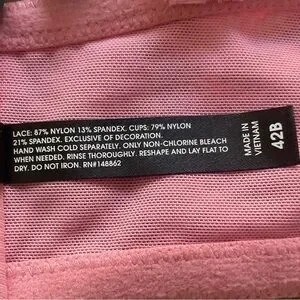 LACE: 87% NYLON 13% SPANDEX. CUPS: 79% NYLON
21% SPANDEX. EXCLUSIVE OF DECORATION.
HAND WASH COLD SEPARATELY. ONLY NON-CHLORINE BLEACH
WHEN NEEDED. RINSE THOROUGHLY. RESHAPE AND LAY FLAT TO
DRY. DO NOT IRON. RN#148862
MADE IN
VIETNAM
42B